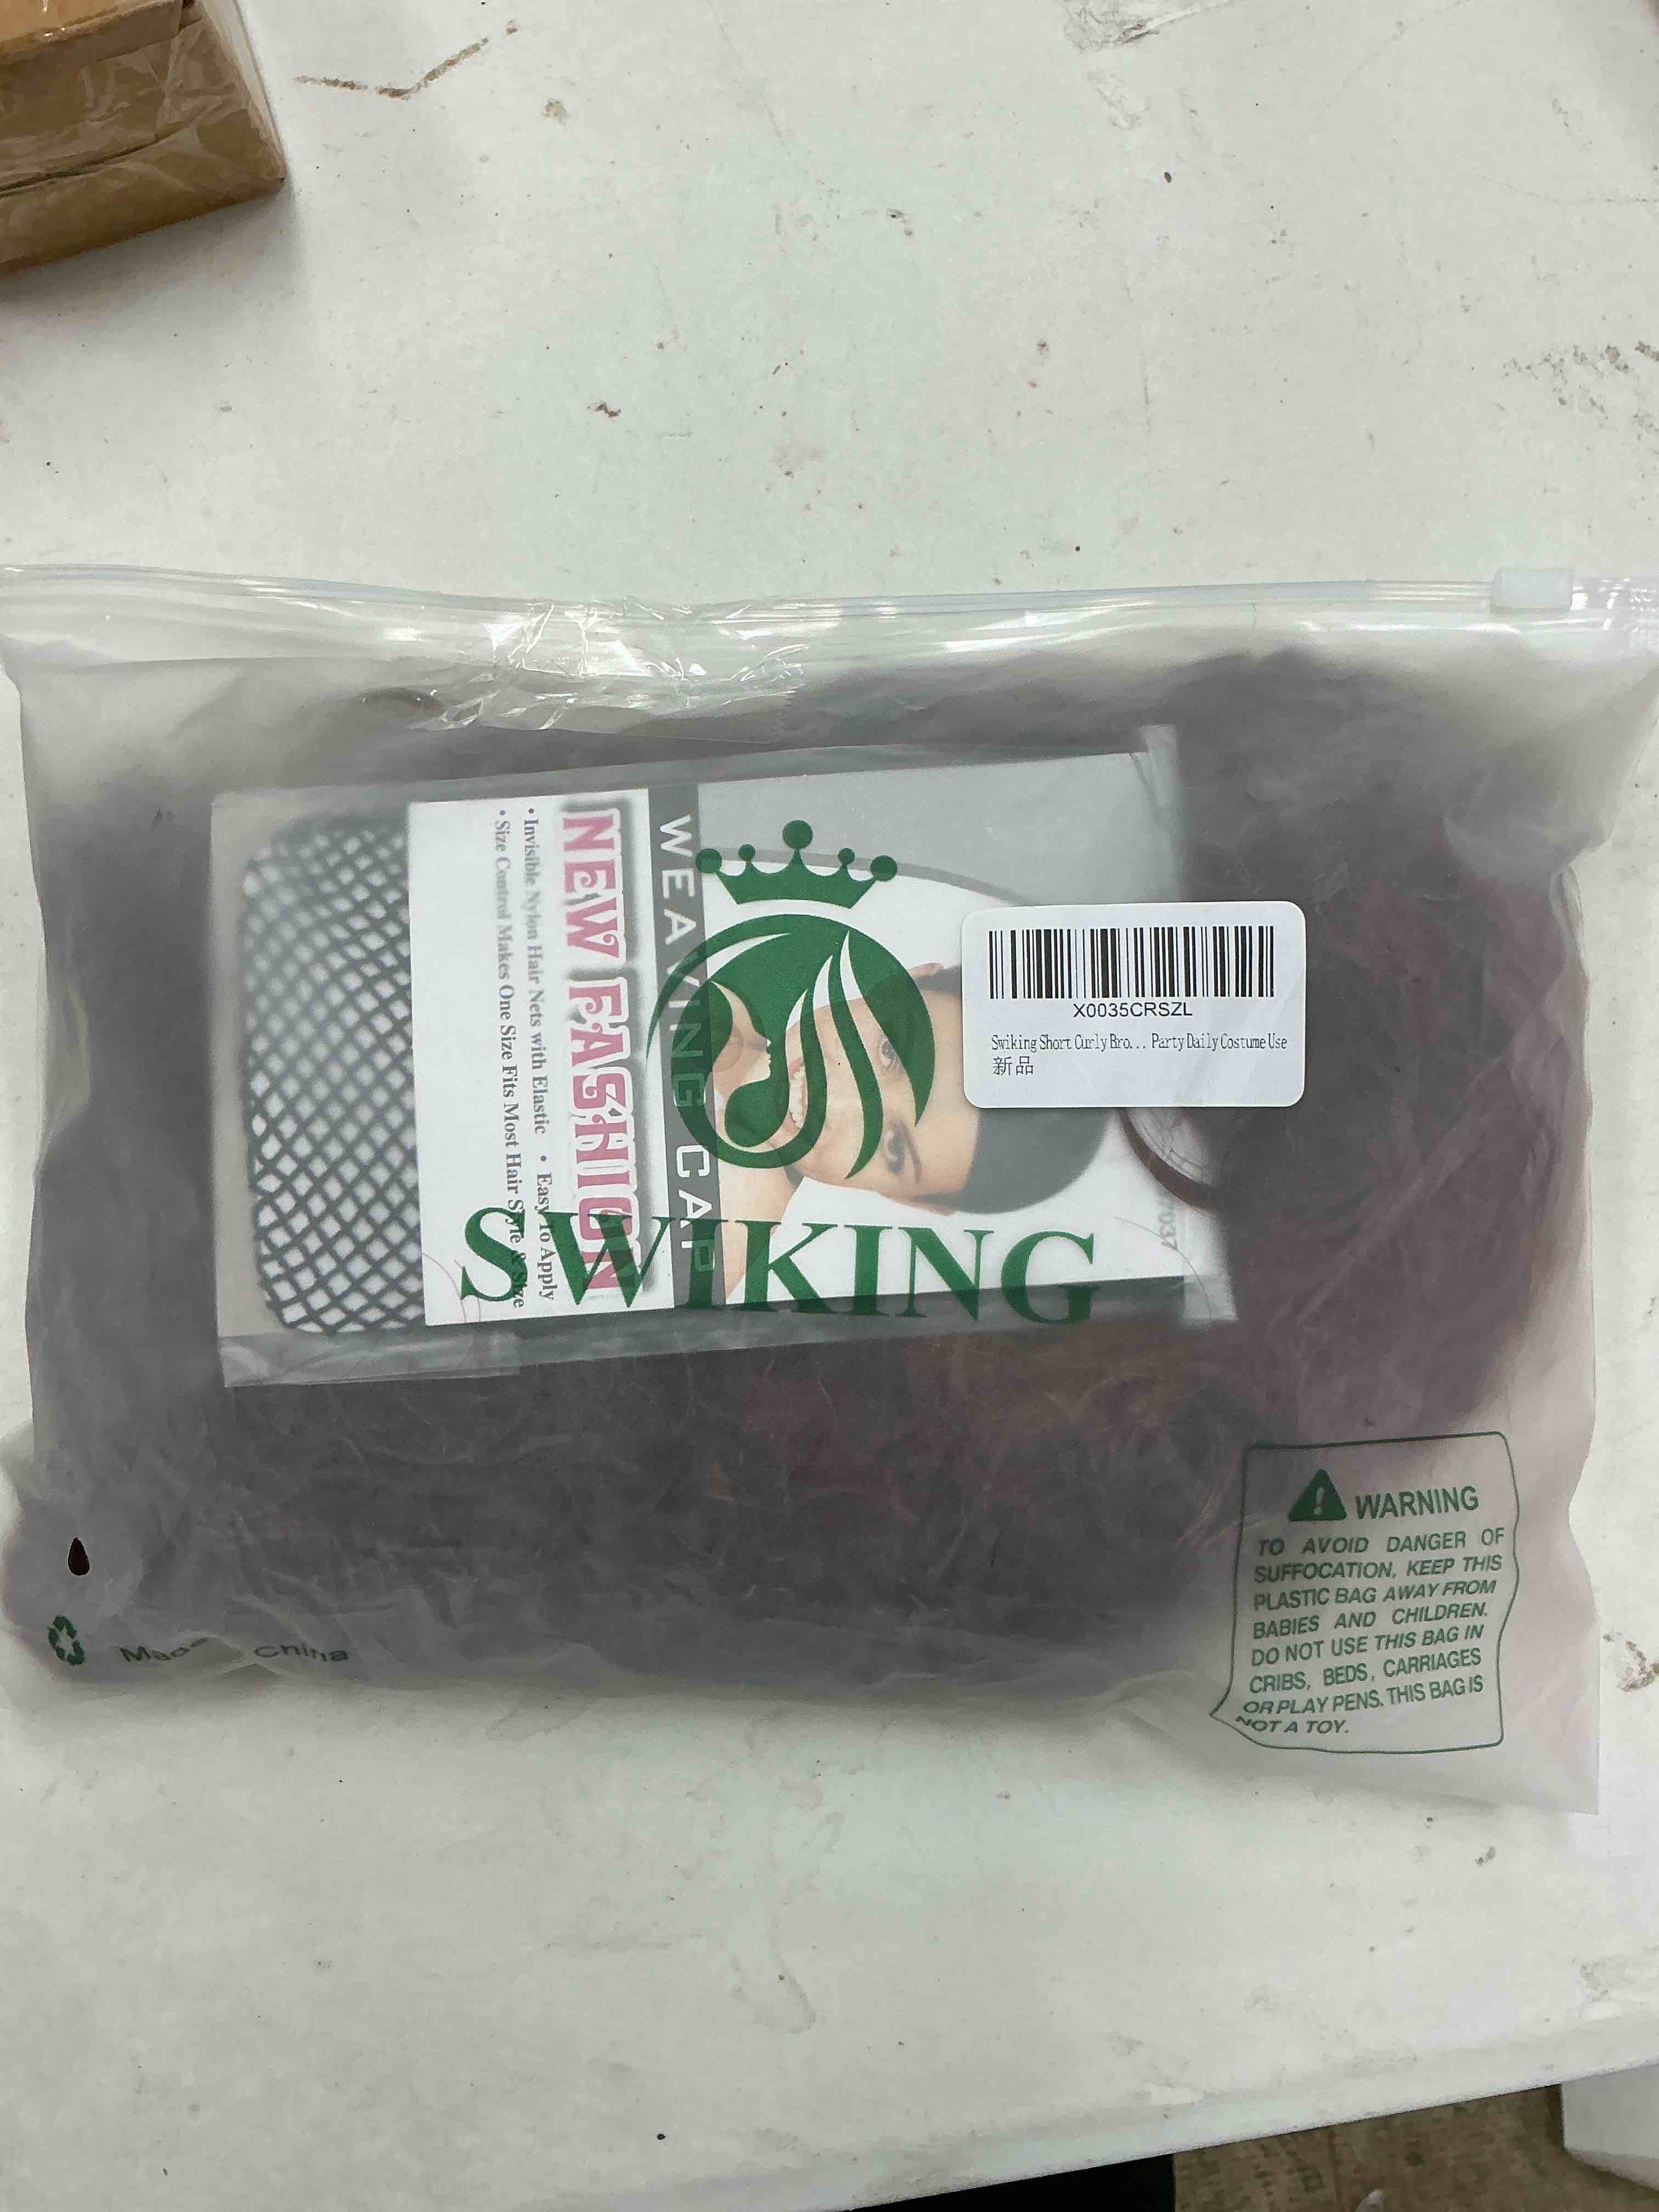 WEAVING CAP
NEW FASHION
• Invisible Nylon Hair Nets with Elastic • Easy To Apply
• Size Control Makes One Size Fits Most Hair Style & Size
X0035CRSZL
Swiking Short Curly Bro... Party Daily Costume Use
新品
SWIKING
WARNING
TO AVOID DANGER OF
SUFFOCATION, KEEP THIS
PLASTIC BAG AWAY FROM
BABIES AND CHILDREN.
DO NOT USE THIS BAG IN
CRIBS, BEDS, CARRIAGES
OR PLAY PENS. THIS BAG IS
NOT A TOY.
China